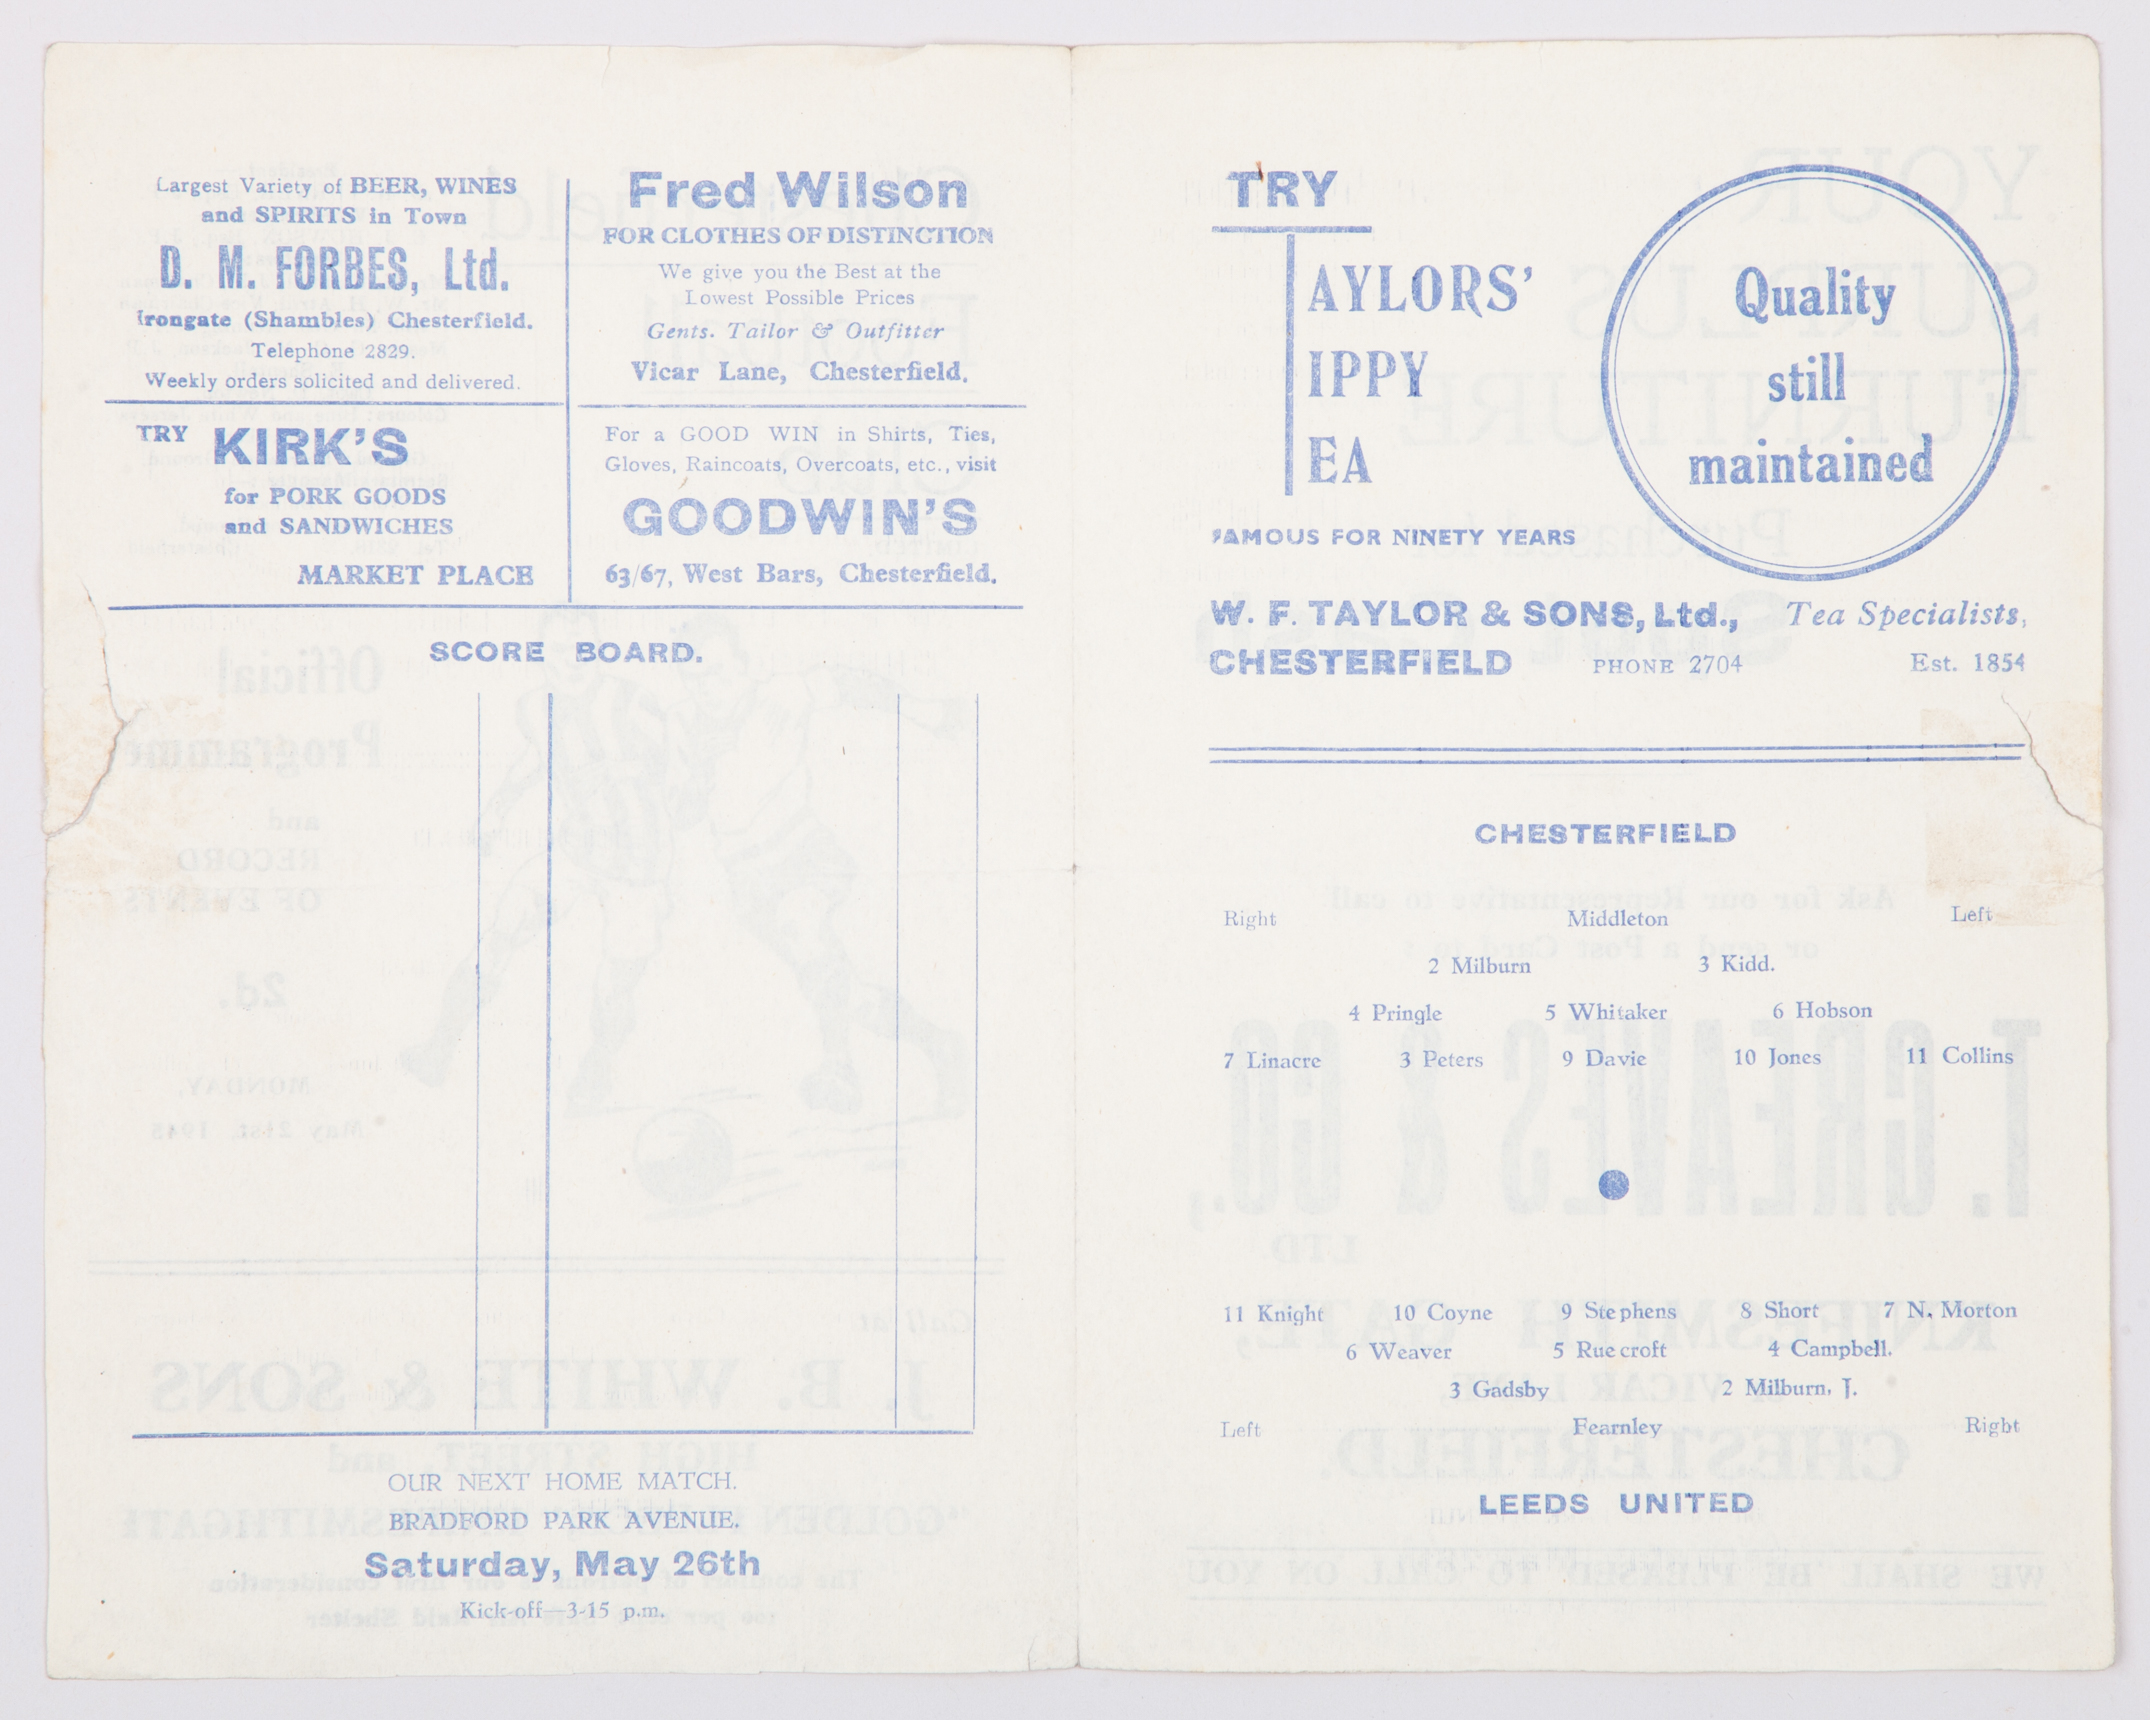 Largest Variety of BEER, WINES
and SPIRITS in Town
D. M. FORBES, Ltd.
Irongate (Shambles) Chesterfield.
Telephone 2829.
Weekly orders solicited and delivered.
Fred Wilson
FOR CLOTHES OF DISTINCTION
We give you the Best at the
Lowest Possible Prices
Gents. Tailor & Outfitter
Vicar Lane, Chesterfield.
TRY KIRK'S
for PORK GOODS
and SANDWICHES
MARKET PLACE
For a GOOD WIN in Shirts, Ties,
Gloves, Raincoats, Overcoats, etc., visit
GOODWIN'S
63/67, West Bars, Chesterfield.
SCORE BOARD.
OUR NEXT HOME MATCH.
BRADFORD PARK AVENUE.
Saturday, May 26th
Kick-off—3-15 p.m.
TRY
TAYLORS'
IPPY
EA
Quality
still
maintained
FAMOUS FOR NINETY YEARS
W. F. TAYLOR & SONS, Ltd., Tea Specialists,
CHESTERFIELD PHONE 2704 Est. 1854
CHESTERFIELD
Right Middleton Left
2 Milburn 3 Kidd.
4 Pringle 5 Whitaker 6 Hobson
7 Linacre 3 Peters 9 Davie 10 Jones 11 Collins
11 Knight 10 Coyne 9 Stephens 8 Short 7 N. Morton
6 Weaver 5 Ruecroft 4 Campbell.
3 Gadsby 2 Milburn, J.
Left Fearnley Right
LEEDS UNITED